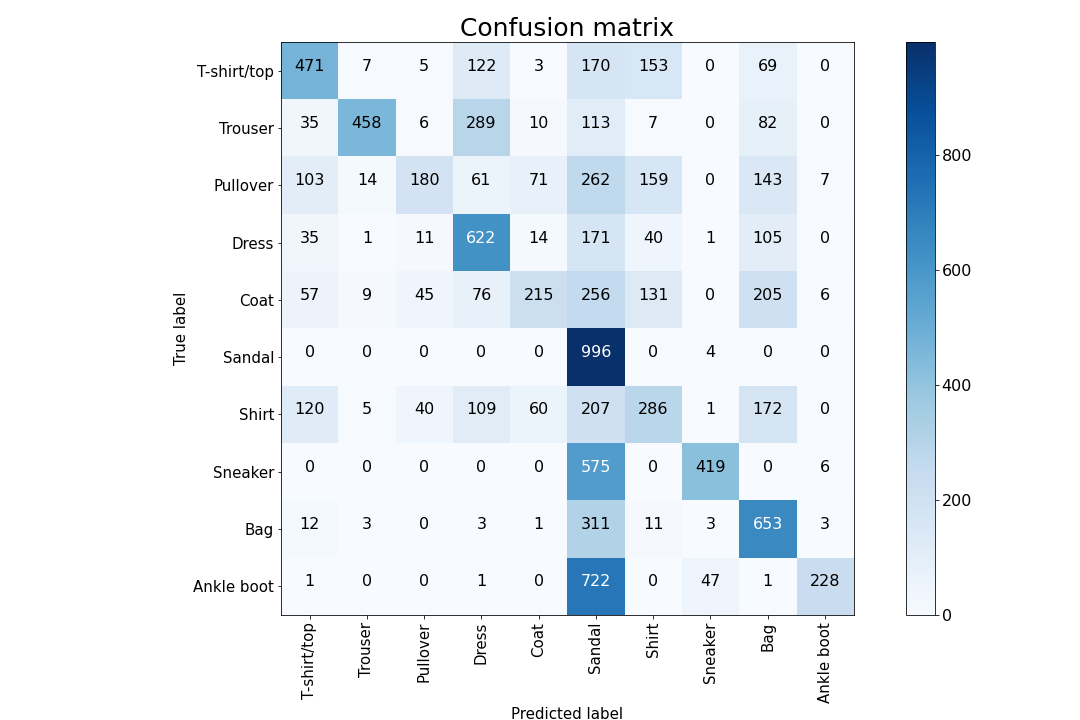 Confusion matrix
T-shirt/top 471 7 5 122 3 170 153 0 69 0
Trouser 35 458 6 289 10 113 7 0 82 0
Pullover 103 14 180 61 71 262 159 0 143 7
Dress 35 1 11 622 14 171 40 1 105 0
Coat 57 9 45 76 215 256 131 0 205 6
Sandal 0 0 0 0 0 996 0 4 0 0
Shirt 120 5 40 109 60 207 286 1 172 0
Sneaker 0 0 0 0 0 575 0 419 0 6
Bag 12 3 0 3 1 311 11 3 653 3
Ankle boot 1 0 0 1 0 722 0 47 1 228
True label
T-shirt/top Trouser Pullover Dress Coat Sandal Shirt Sneaker Bag Ankle boot
Predicted label
800
600
400
200
0